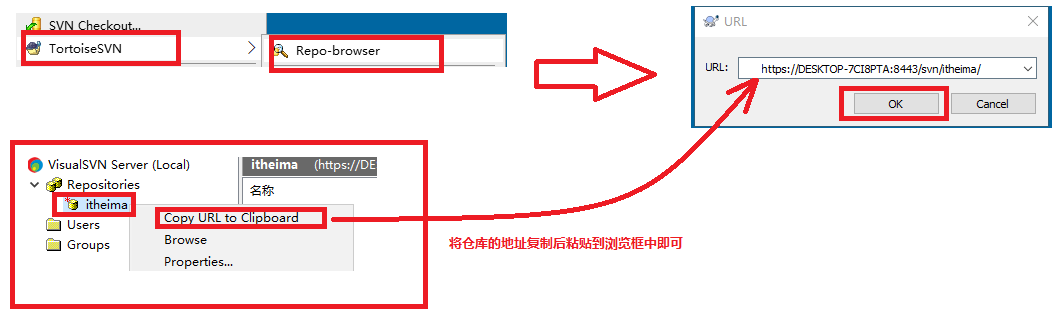 SVN Checkout...
TortoiseSVN
Repo-browser
URL
URL:
https://DESKTOP-7CI8PTA:8443/svn/itheima/
OK
Cancel
VisualSVN Server (Local)
Repositories
itheima
Users
Groups
itheima (https://DE
名称
Copy URL to Clipboard
Browse
Properties...
将仓库的地址复制后粘贴到浏览框中即可